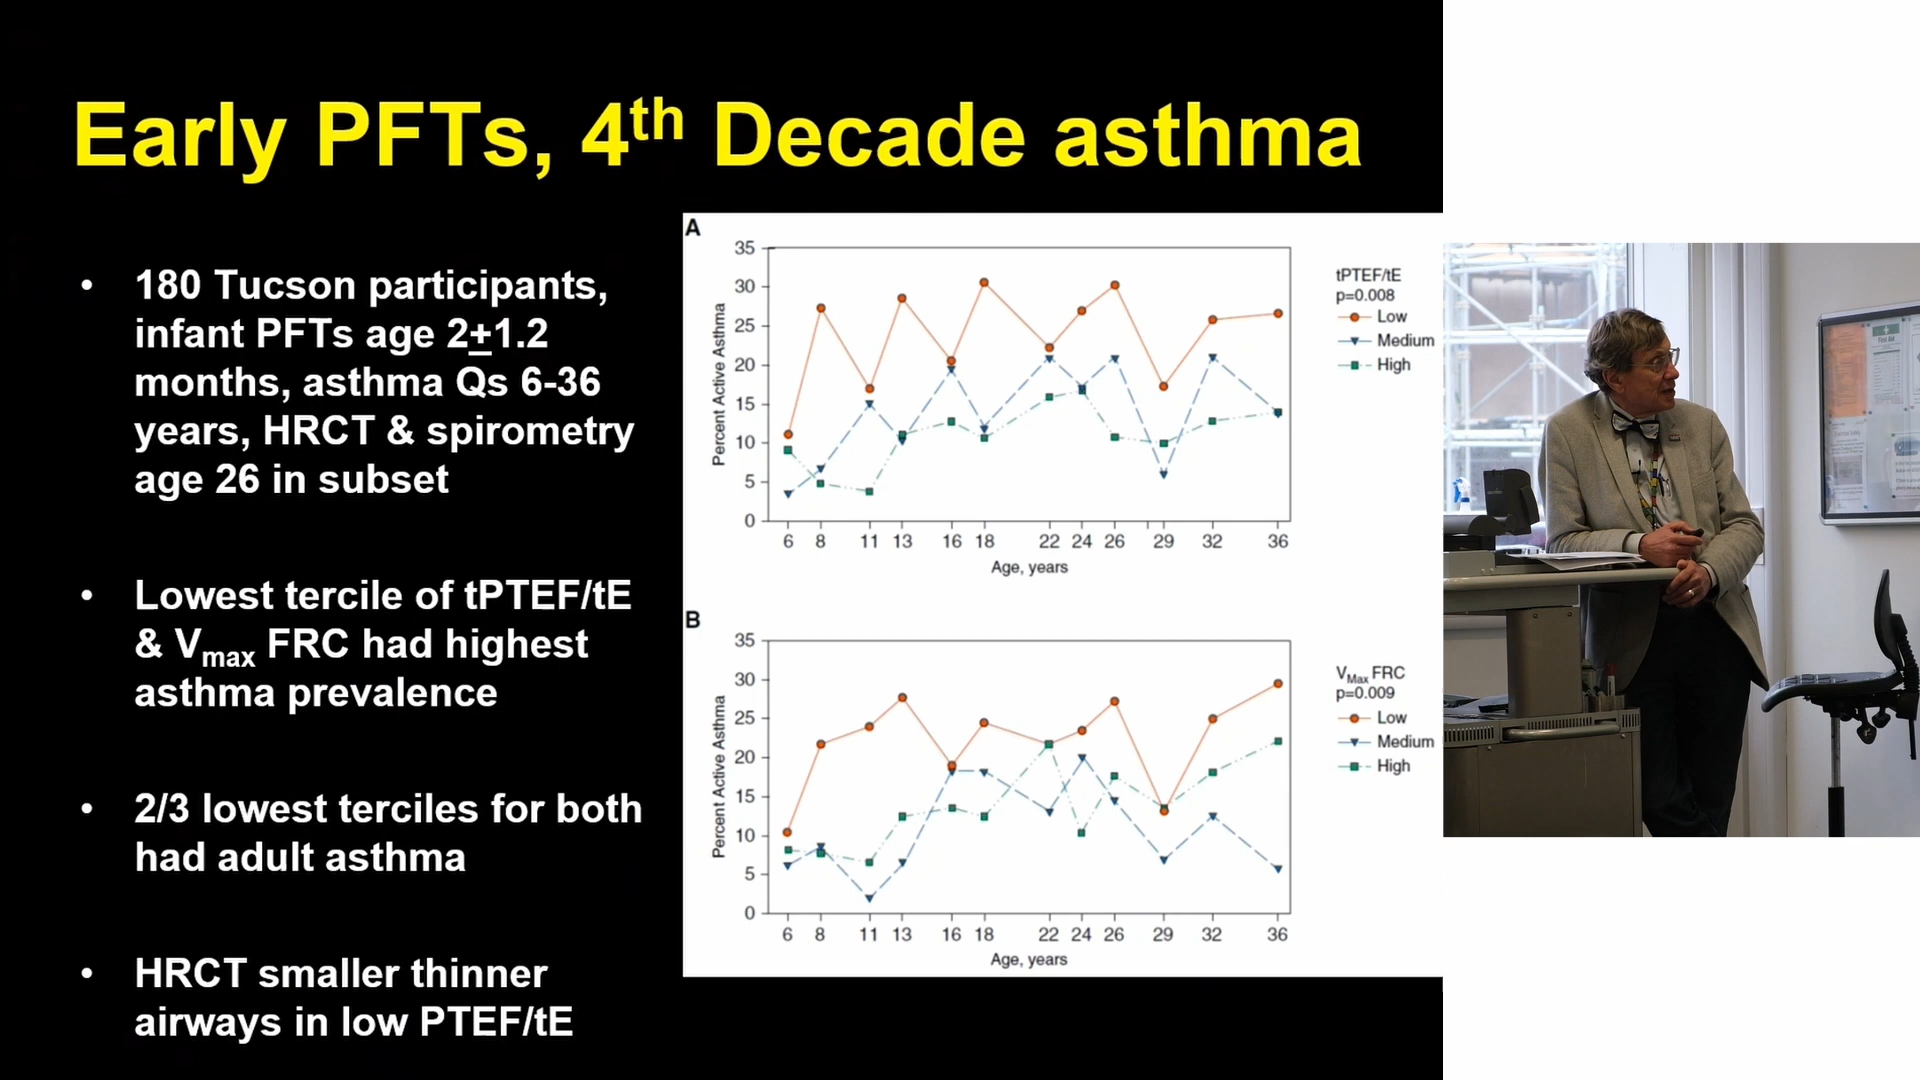 Early PFTs, 4th Decade asthma
• 180 Tucson participants,
infant PFTs age 2±1.2
months, asthma Qs 6-36
years, HRCT & spirometry
age 26 in subset
• Lowest tercile of tPTEF/tE
& Vmax FRC had highest
asthma prevalence
• 2/3 lowest terciles for both
had adult asthma
• HRCT smaller thinner
airways in low PTEF/tE
A
35
30
25
20
15
10
5
0
Percent Active Asthma
6 8 11 13 16 18 22 24 26 29 32 36
Age, years
tPTEF/tE
p=0.008
Low
Medium
High
B
35
30
25
20
15
10
5
0
Percent Active Asthma
6 8 11 13 16 18 22 24 26 29 32 36
Age, years
VMax FRC
p=0.009
Low
Medium
High
First Aid